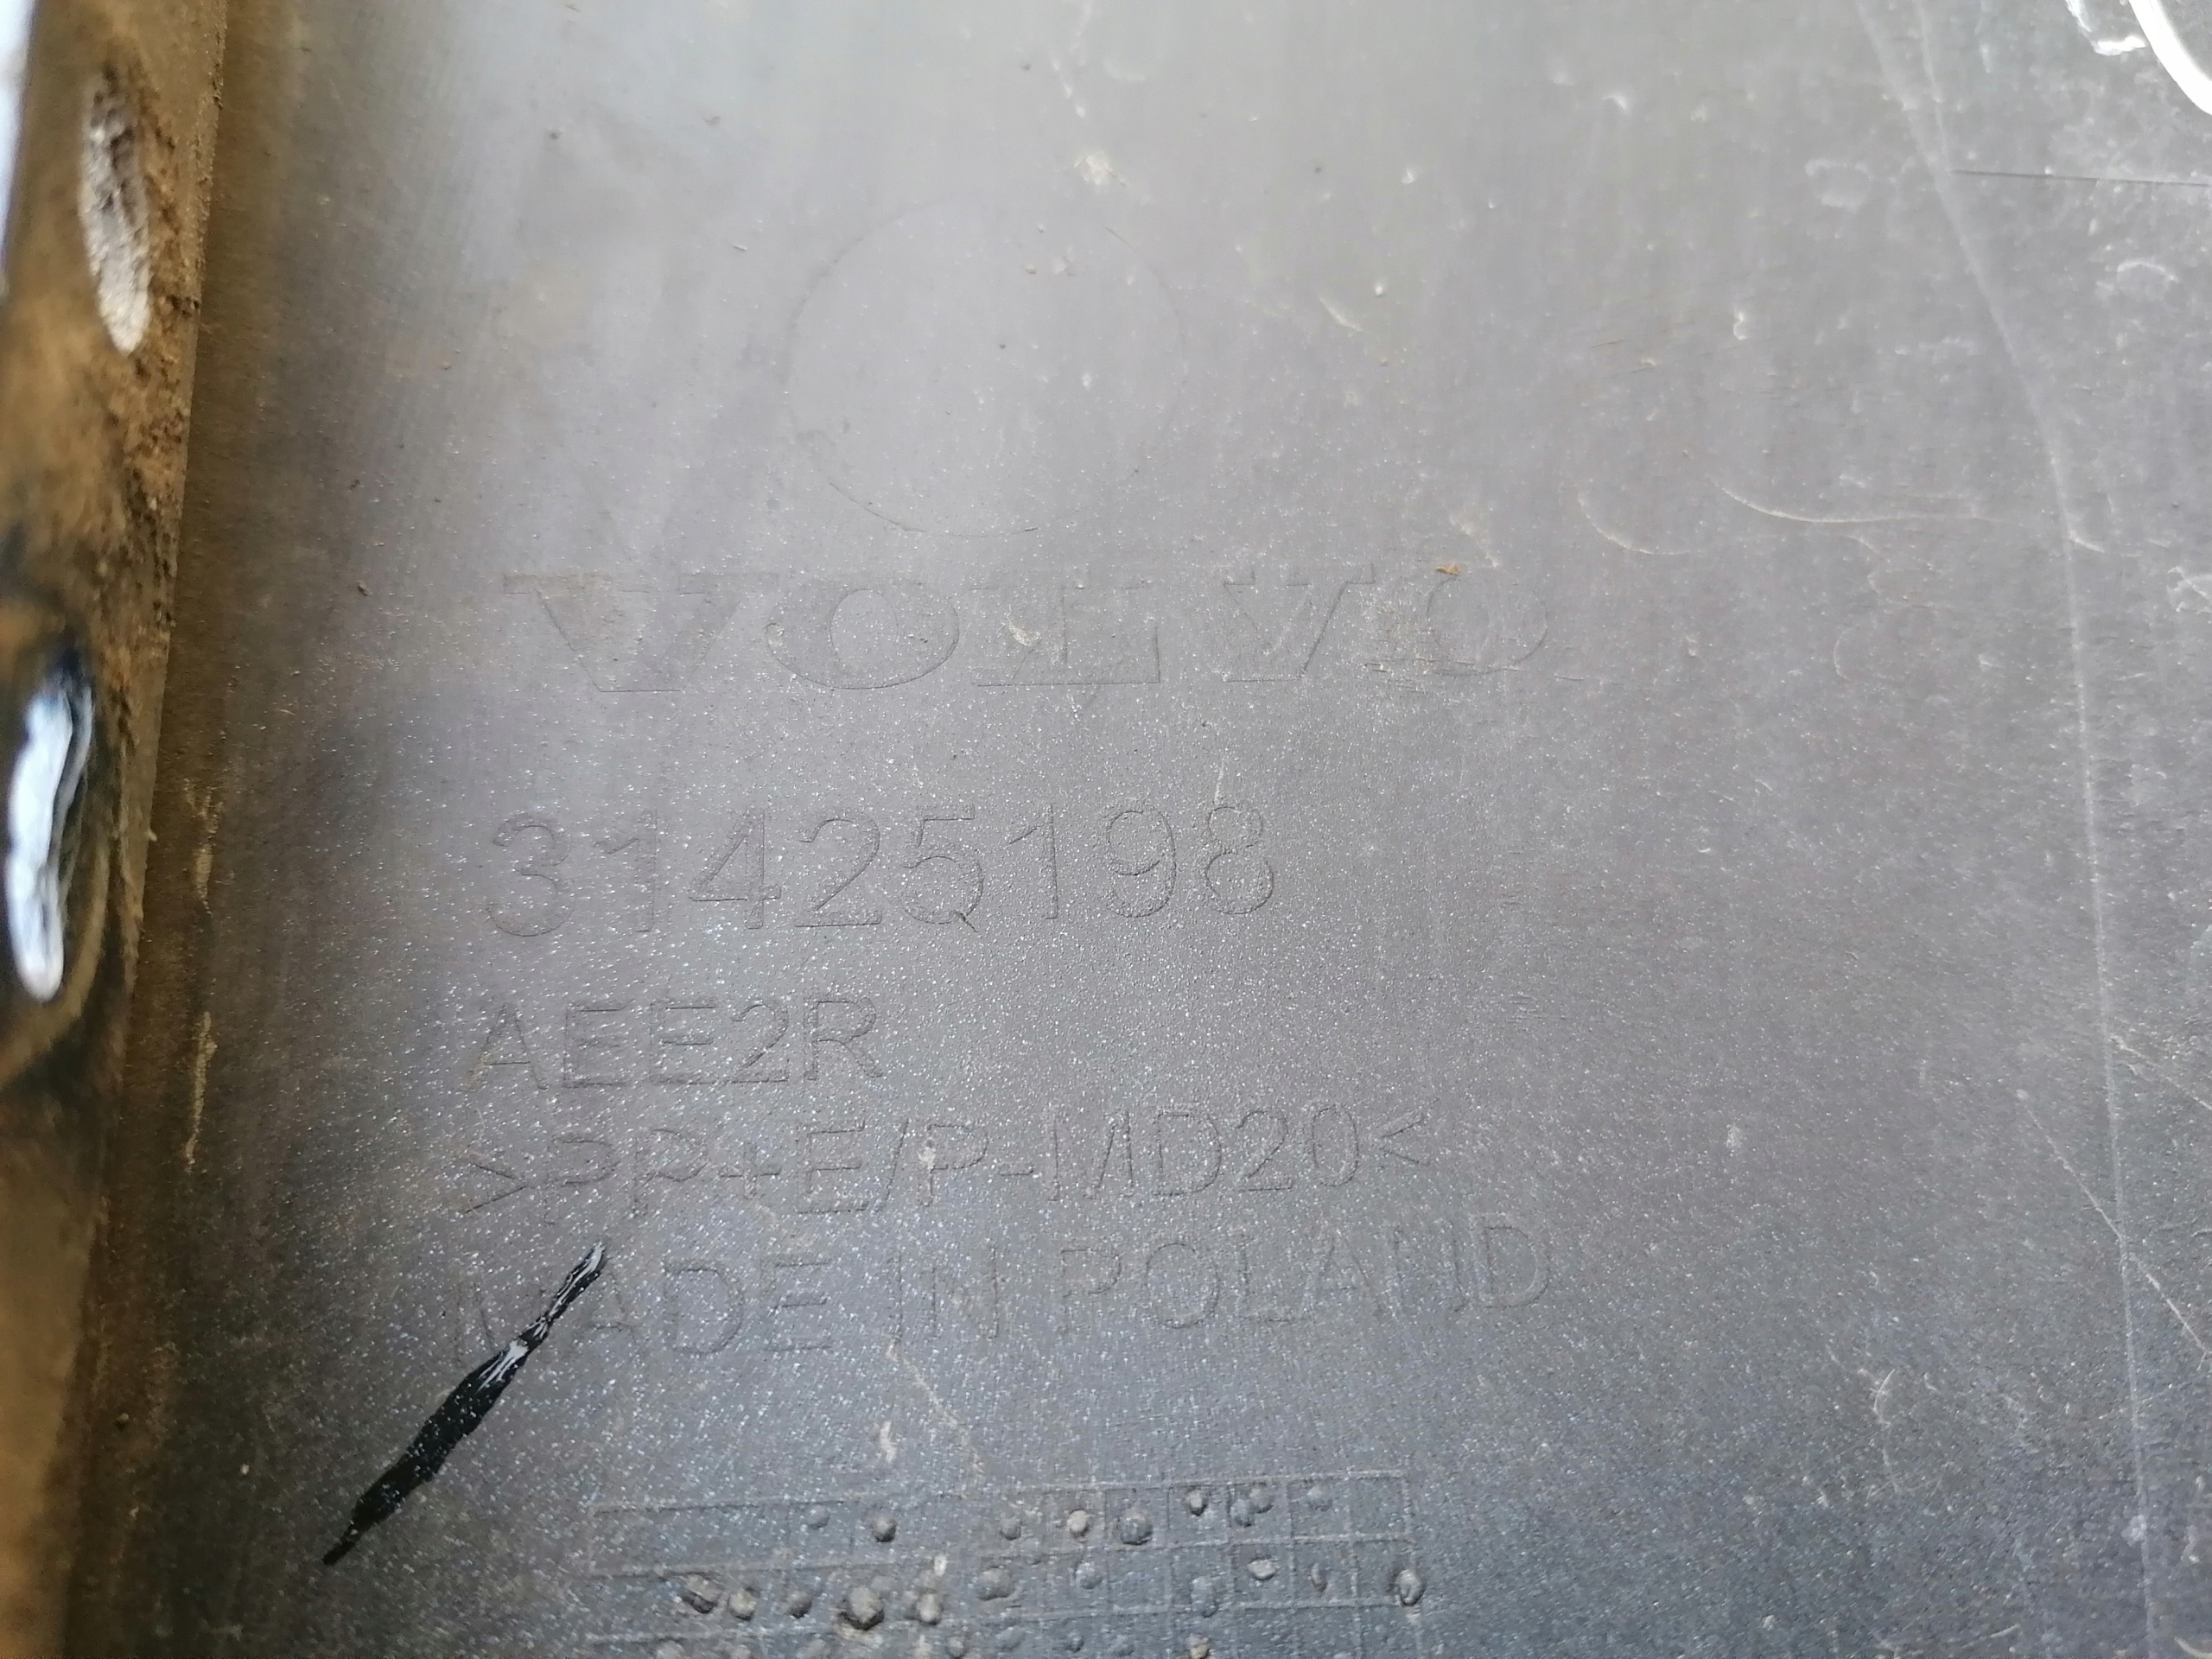 VOLVO
31425198
AEE2R
>PP+E/P-MD20<
MADE IN POLAND